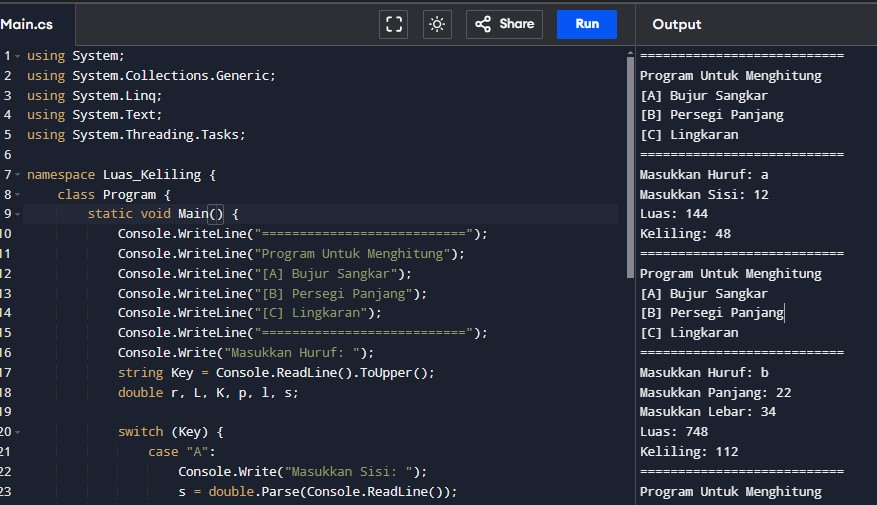 Main.cs
Share
Run
Output
1 using System;
2 using System.Collections.Generic;
3 using System.Linq;
4 using System.Text;
5 using System.Threading.Tasks;
6
7 namespace Luas_Keliling {
8 class Program {
9 static void Main() {
10 Console.WriteLine("===========================");
11 Console.WriteLine("Program Untuk Menghitung");
12 Console.WriteLine("[A] Bujur Sangkar");
13 Console.WriteLine("[B] Persegi Panjang");
14 Console.WriteLine("[C] Lingkaran");
15 Console.WriteLine("===========================");
16 Console.Write("Masukkan Huruf: ");
17 string Key = Console.ReadLine().ToUpper();
18 double r, L, K, p, l, s;
19
20 switch (Key) {
21 case "A":
22 Console.Write("Masukkan Sisi: ");
23 s = double.Parse(Console.ReadLine());
===========================
Program Untuk Menghitung
[A] Bujur Sangkar
[B] Persegi Panjang
[C] Lingkaran
===========================
Masukkan Huruf: a
Masukkan Sisi: 12
Luas: 144
Keliling: 48
===========================
Program Untuk Menghitung
[A] Bujur Sangkar
[B] Persegi Panjang
[C] Lingkaran
===========================
Masukkan Huruf: b
Masukkan Panjang: 22
Masukkan Lebar: 34
Luas: 748
Keliling: 112
===========================
Program Untuk Menghitung